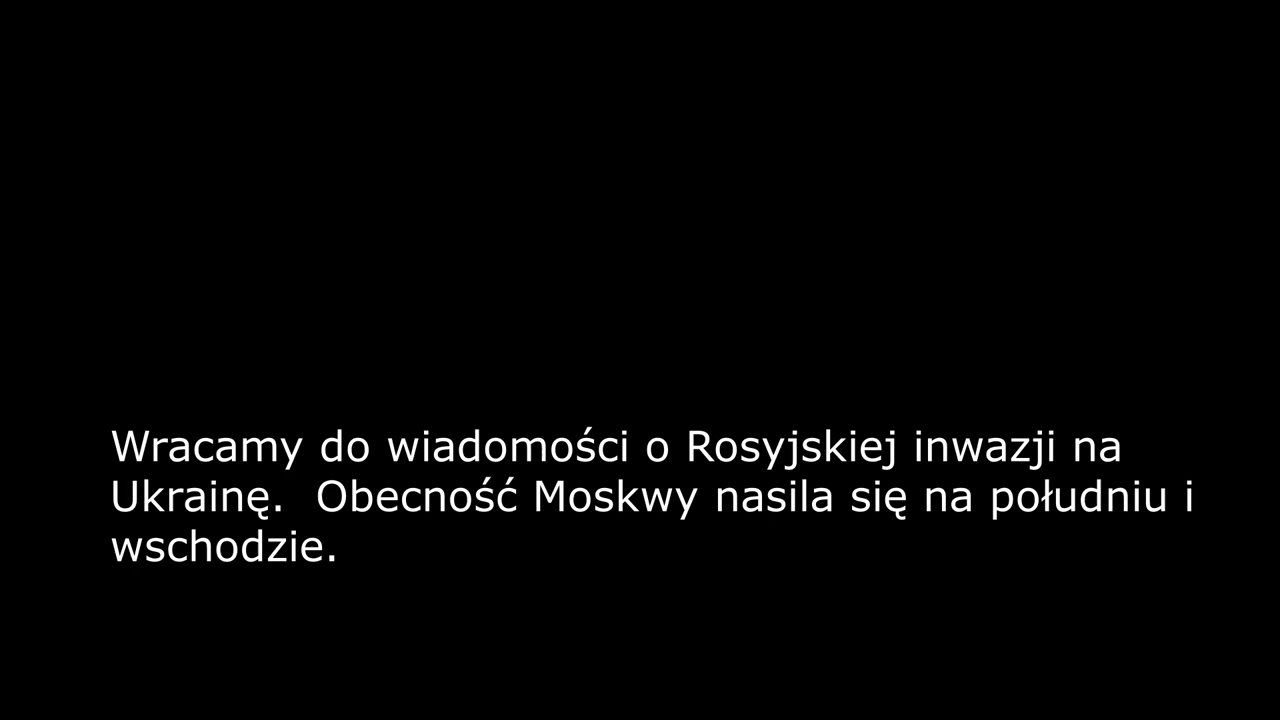 Wracamy do wiadomości o Rosyjskiej inwazji na
Ukrainę.  Obecność Moskwy nasila się na południu i
wschodzie.